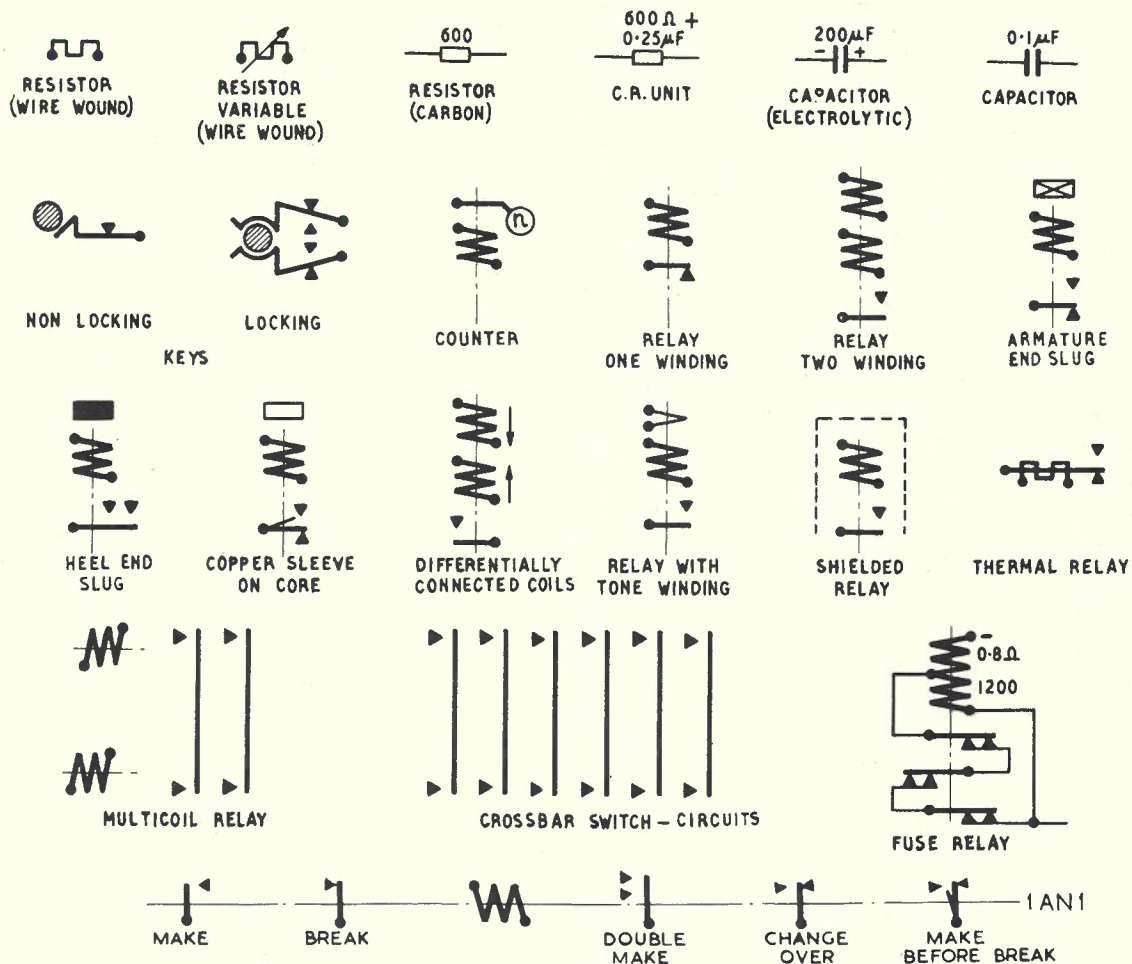 RESISTOR
(WIRE WOUND)
RESISTOR
VARIABLE
(WIRE WOUND)
600
RESISTOR
(CARBON)
600 Ω +
0·25µF
C.R. UNIT
200µF
- +
CAPACITOR
(ELECTROLYTIC)
0·1µF
CAPACITOR
NON LOCKING
LOCKING
KEYS
n
COUNTER
RELAY
ONE WINDING
RELAY
TWO WINDING
ARMATURE
END SLUG
HEEL END
SLUG
COPPER SLEEVE
ON CORE
DIFFERENTIALLY
CONNECTED COILS
RELAY WITH
TONE WINDING
SHIELDED
RELAY
THERMAL RELAY
MULTICOIL RELAY
CROSSBAR SWITCH – CIRCUITS
-
0·8Ω
1200
FUSE RELAY
MAKE
BREAK
DOUBLE
MAKE
CHANGE
OVER
MAKE
BEFORE BREAK
1AN1